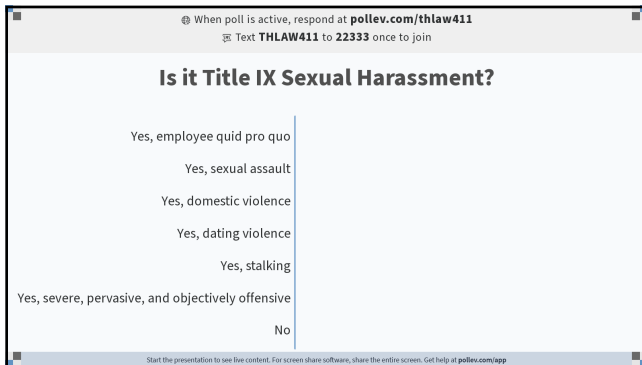 When poll is active, respond at pollev.com/thlaw411
Text THLAW411 to 22333 once to join
Is it Title IX Sexual Harassment?
Yes, employee quid pro quo
Yes, sexual assault
Yes, domestic violence
Yes, dating violence
Yes, stalking
Yes, severe, pervasive, and objectively offensive
No
Start the presentation to see live content. For screen share software, share the entire screen. Get help at pollev.com/app